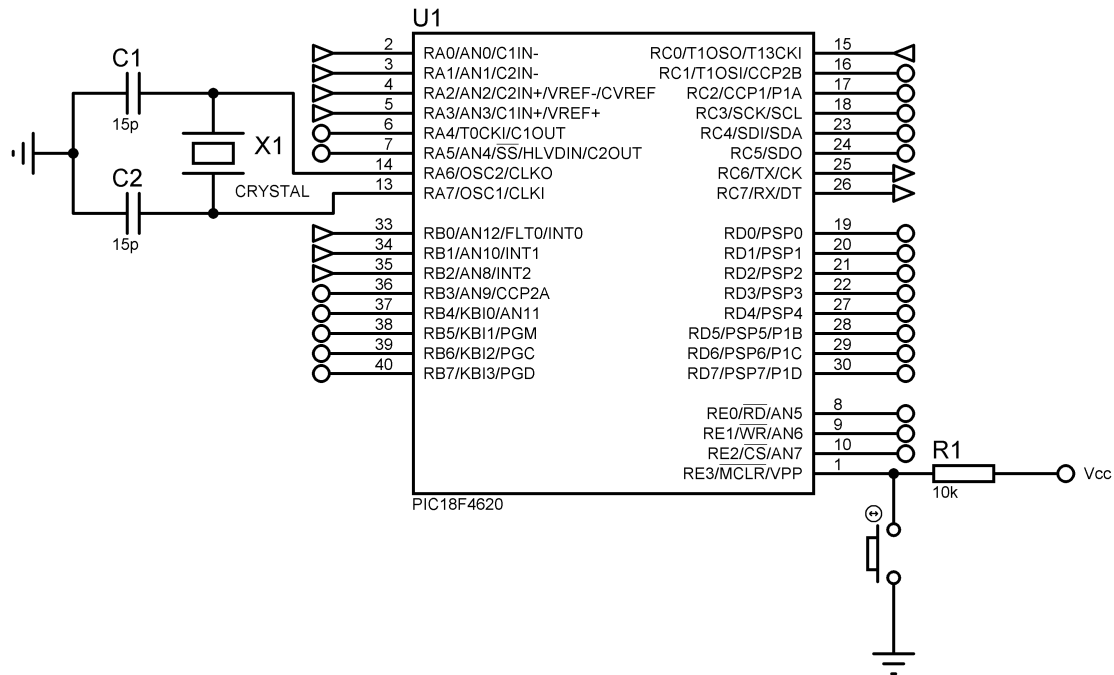 U1
C1
15p
X1
CRYSTAL
C2
15p
2 RA0/AN0/C1IN-
3 RA1/AN1/C2IN-
4 RA2/AN2/C2IN+/VREF-/CVREF
5 RA3/AN3/C1IN+/VREF+
6 RA4/T0CKI/C1OUT
7 RA5/AN4/SS/HLVDIN/C2OUT
14 RA6/OSC2/CLKO
13 RA7/OSC1/CLKI
33 RB0/AN12/FLT0/INT0
34 RB1/AN10/INT1
35 RB2/AN8/INT2
36 RB3/AN9/CCP2A
37 RB4/KBI0/AN11
38 RB5/KBI1/PGM
39 RB6/KBI2/PGC
40 RB7/KBI3/PGD
RC0/T1OSO/T13CKI 15
RC1/T1OSI/CCP2B 16
RC2/CCP1/P1A 17
RC3/SCK/SCL 18
RC4/SDI/SDA 23
RC5/SDO 24
RC6/TX/CK 25
RC7/RX/DT 26
RD0/PSP0 19
RD1/PSP1 20
RD2/PSP2 21
RD3/PSP3 22
RD4/PSP4 27
RD5/PSP5/P1B 28
RD6/PSP6/P1C 29
RD7/PSP7/P1D 30
RE0/RD/AN5 8
RE1/WR/AN6 9
RE2/CS/AN7 10
RE3/MCLR/VPP 1
R1
10k
Vcc
PIC18F4620